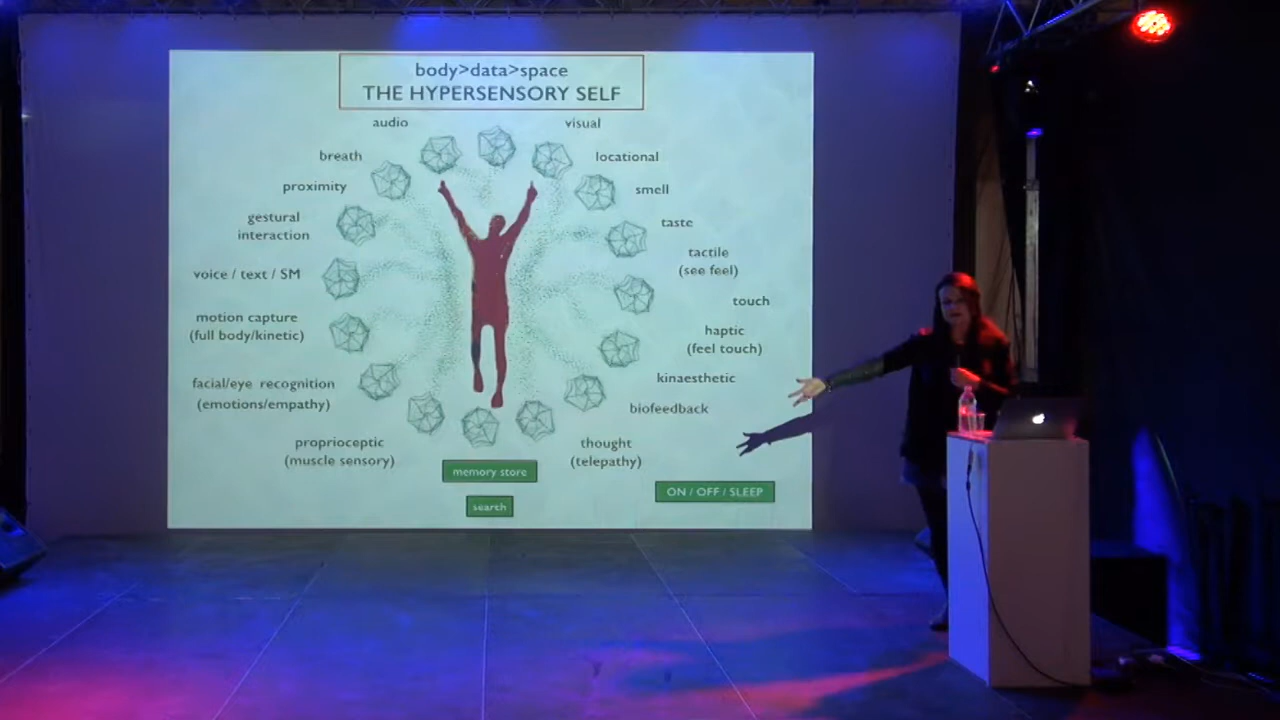 body>data>space
THE HYPERSENSORY SELF
audio
visual
breath
locational
proximity
smell
gestural
interaction
taste
tactile
(see feel)
voice / text / SM
touch
motion capture
(full body/kinetic)
haptic
(feel touch)
facial/eye recognition
(emotions/empathy)
kinaesthetic
biofeedback
proprioceptic
(muscle sensory)
thought
(telepathy)
memory store
ON / OFF / SLEEP
search